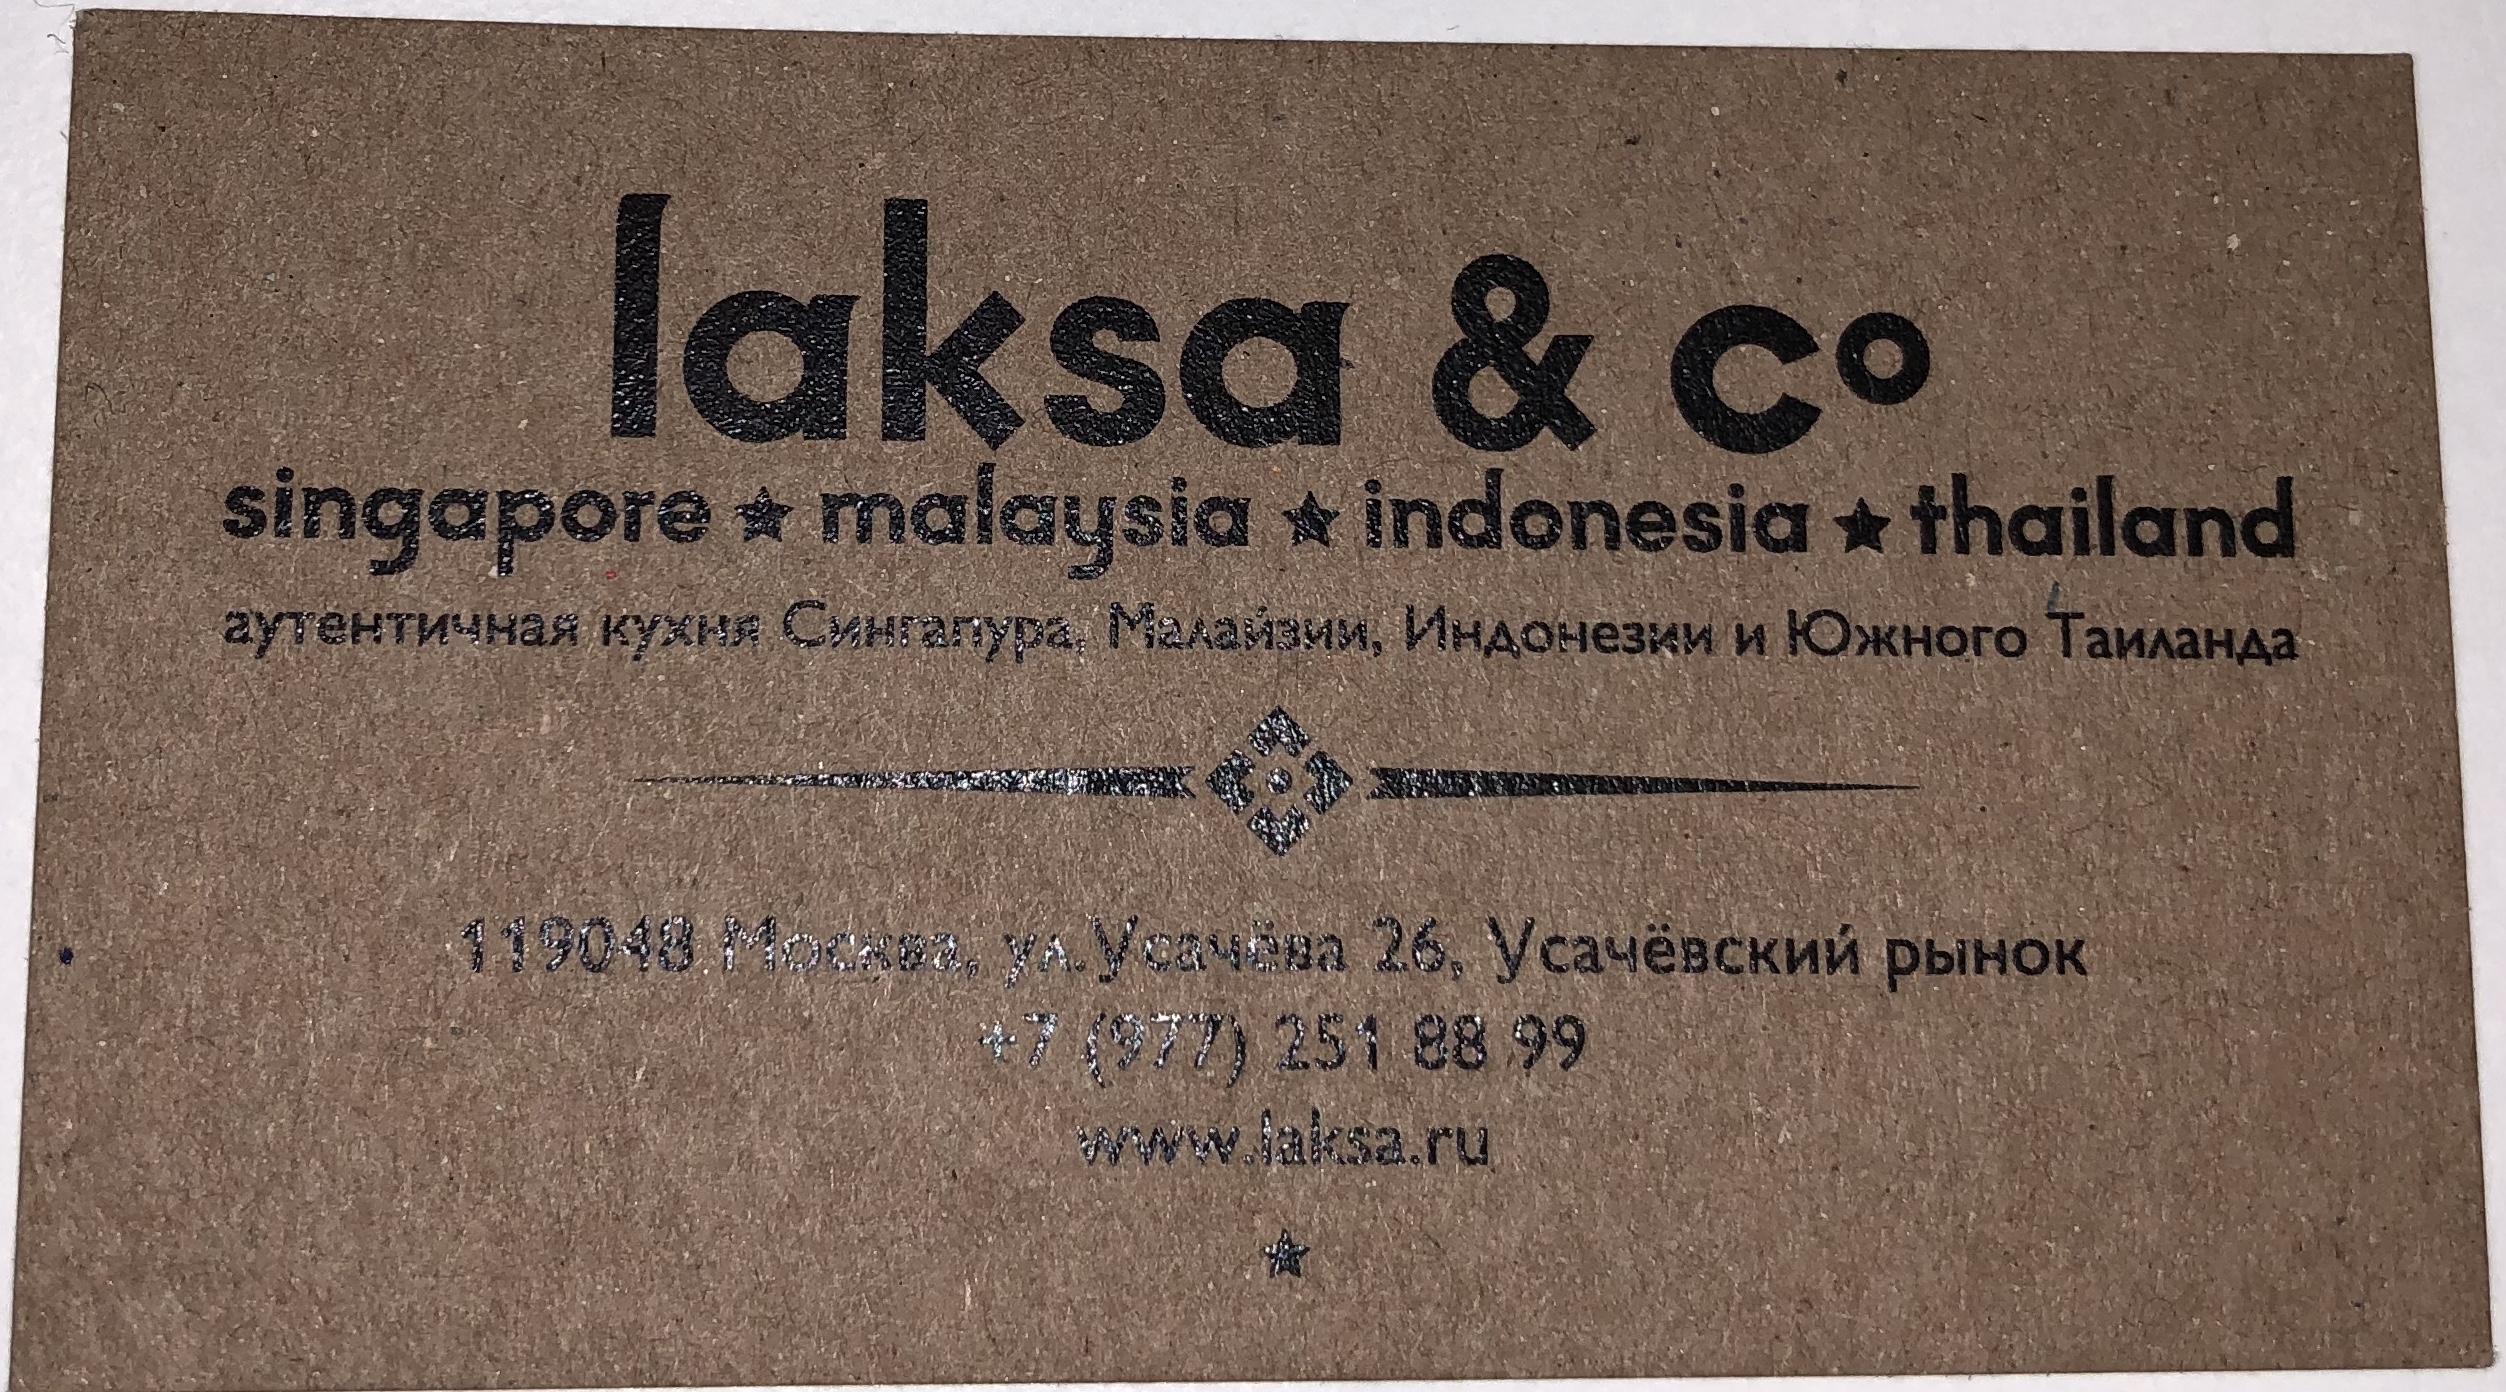 laksa & co
singapore ★ malaysia ★ indonesia ★ thailand
аутентичная кухня Сингапура, Малайзии, Индонезии и Южного Таиланда
119048 Москва, ул.Усачёва 26, Усачёвский рынок
+7 (977) 251 88 99
www.laksa.ru